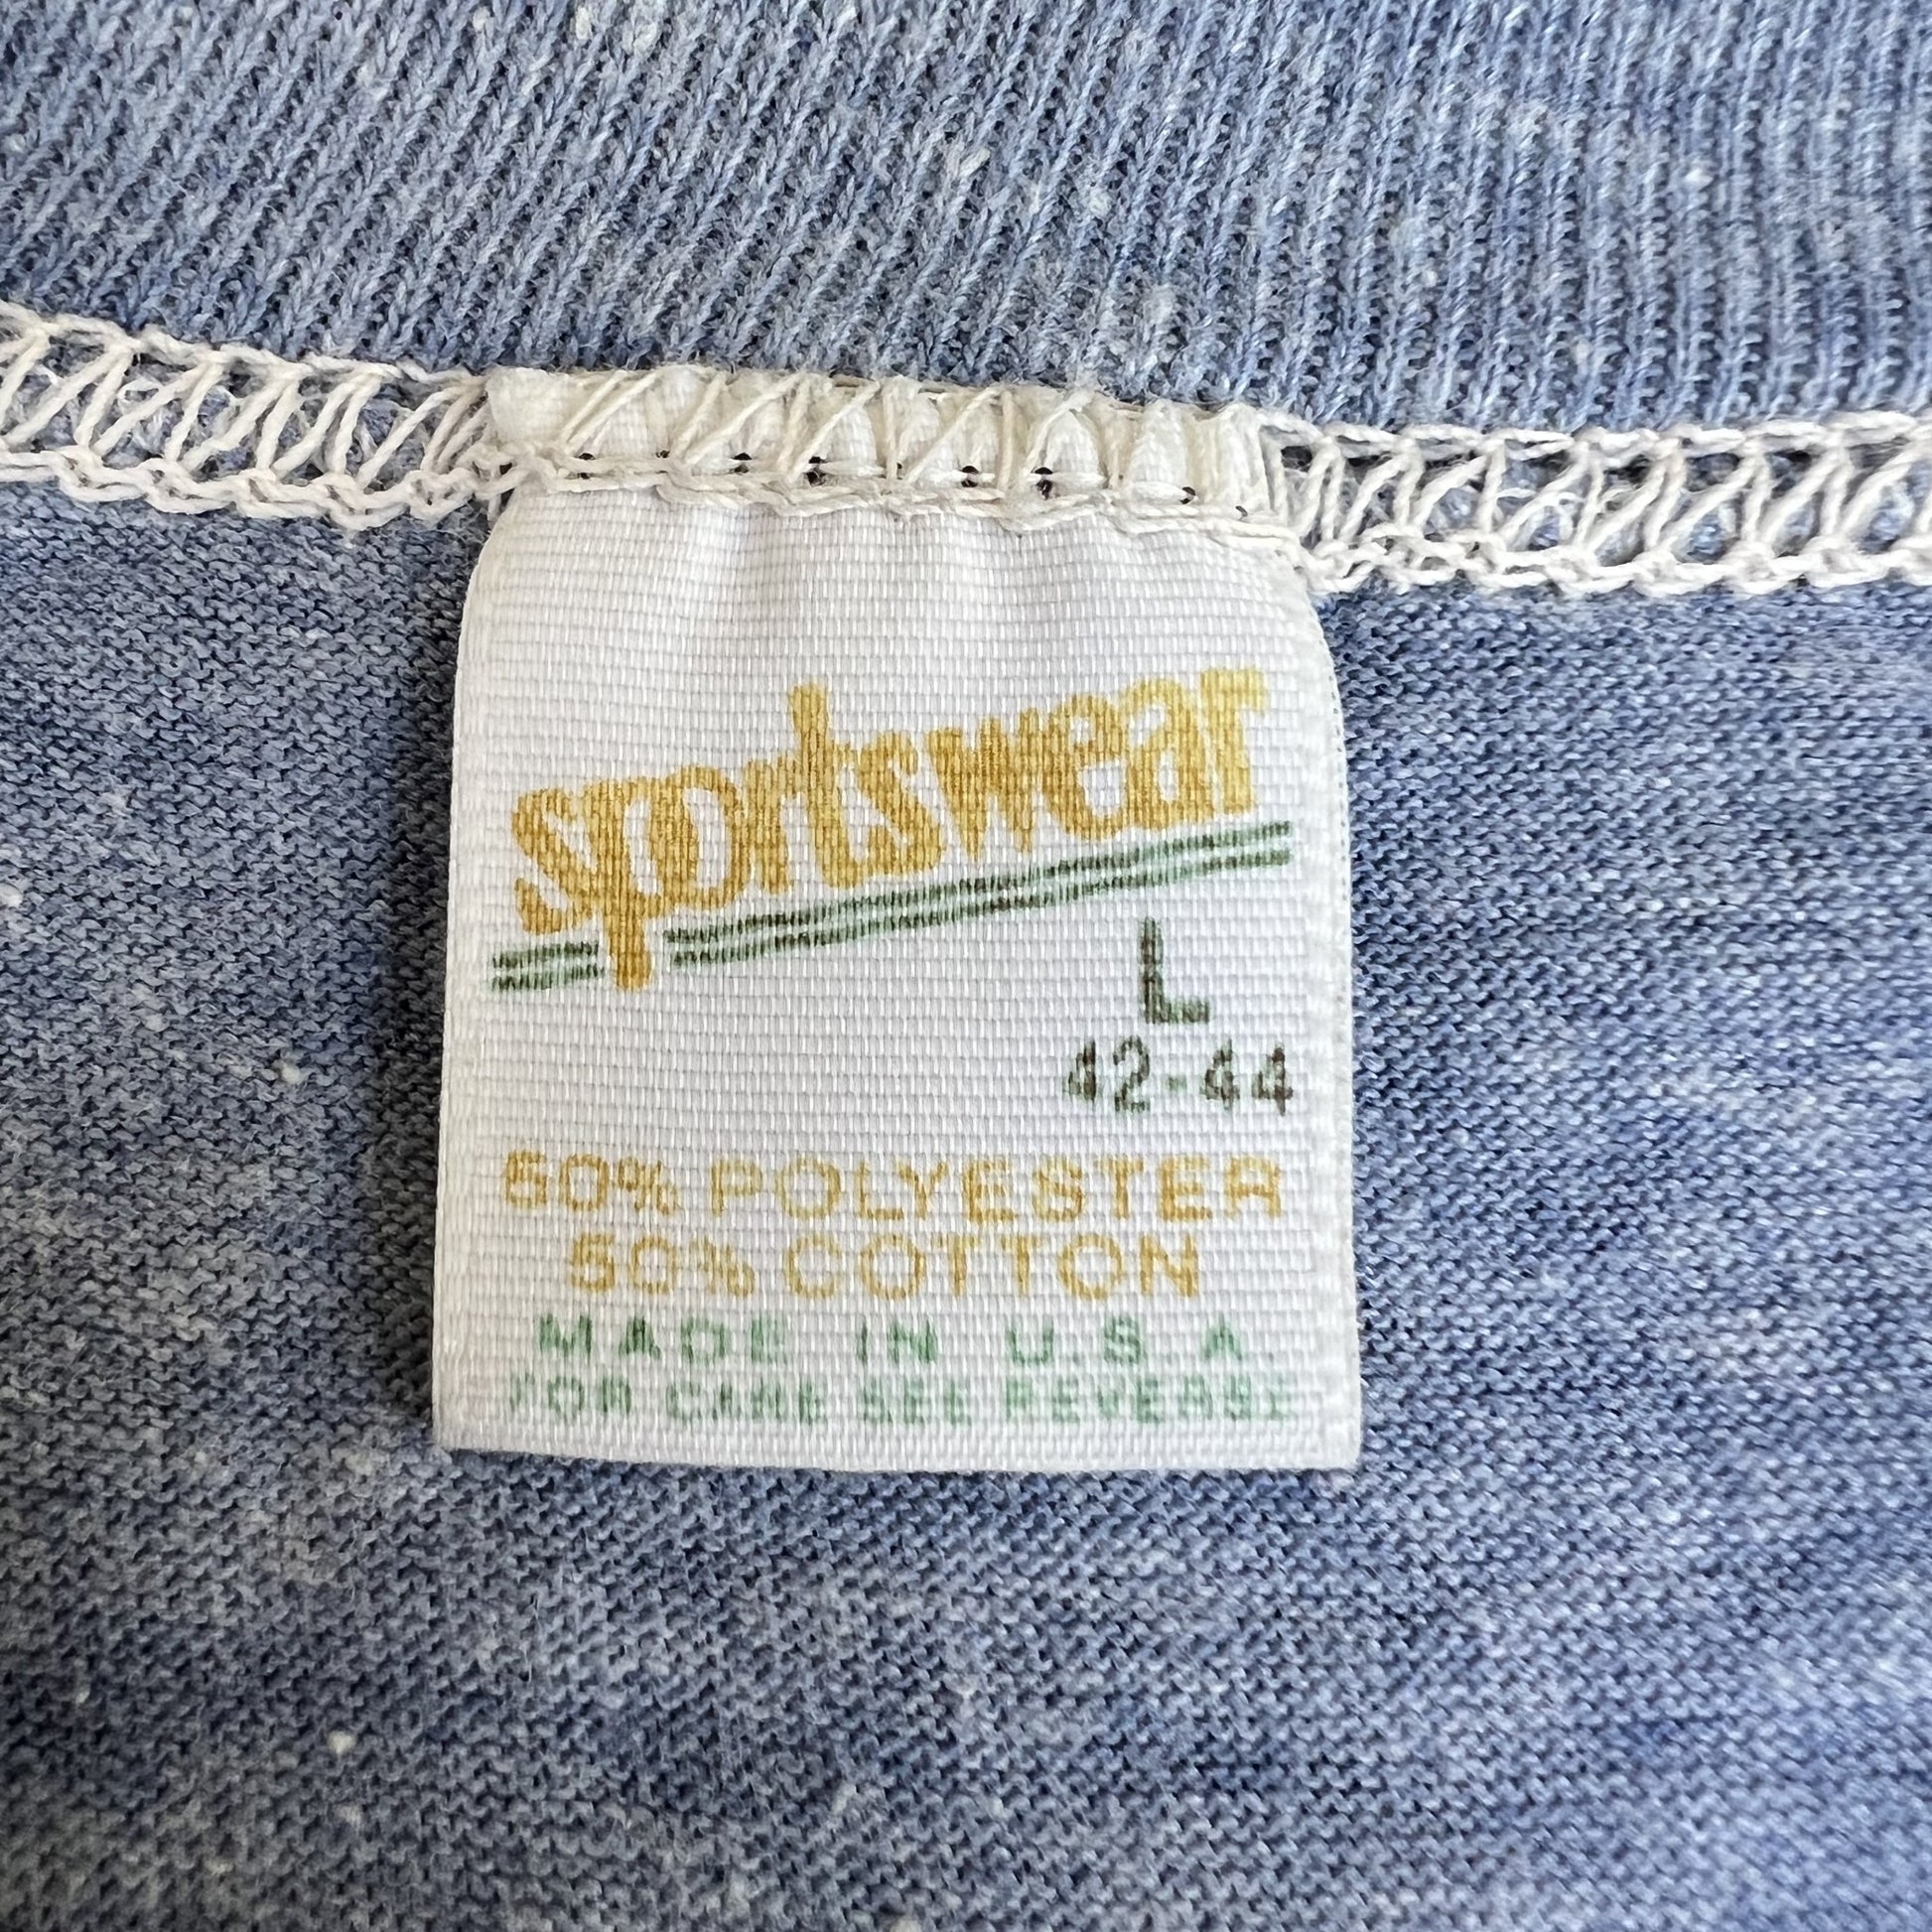 sportswear
L
42-44
50% POLYESTER
50% COTTON
MADE IN U.S.A
FOR CARE SEE REVERSE